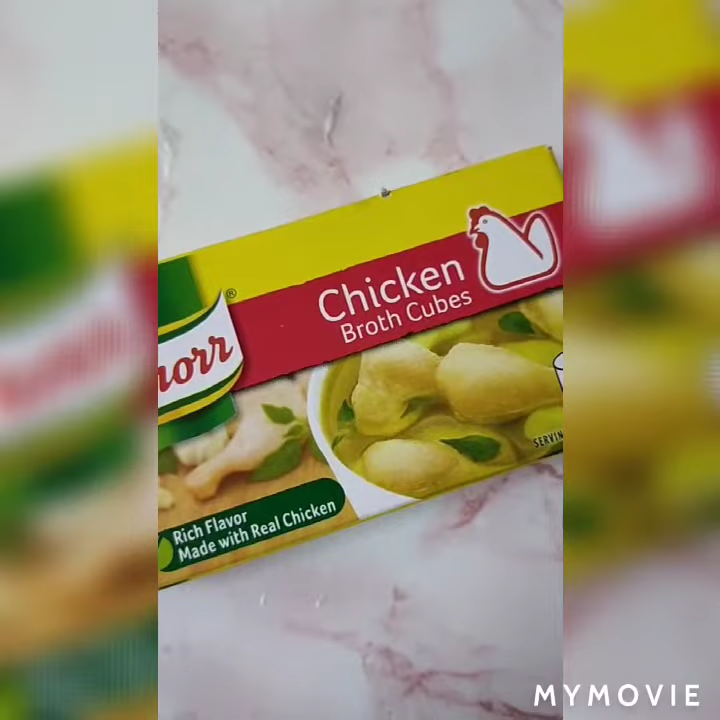 Chicken
Broth Cubes
norr
®
SERVIN
Rich Flavor
Made with Real Chicken
MYMOVIE